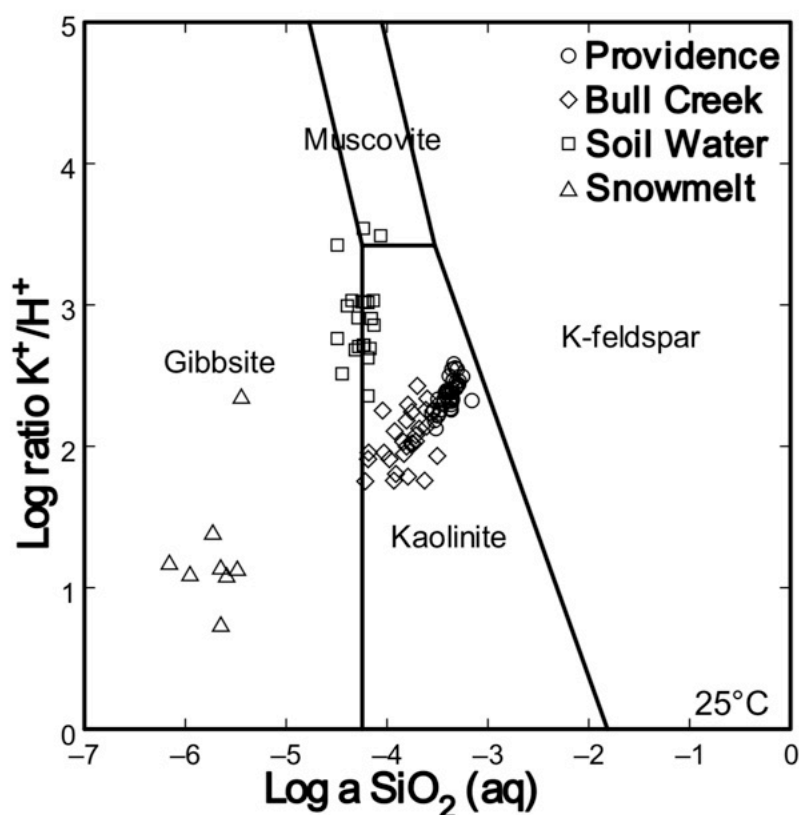 5
Providence
Bull Creek
Muscovite
Soil Water
4
Snowmelt
Log ratio K⁺/H⁺
3
K-feldspar
Gibbsite
2
Kaolinite
1
25°C
0
−7 −6 −5 −4 −3 −2 −1 0
Log a SiO₂ (aq)